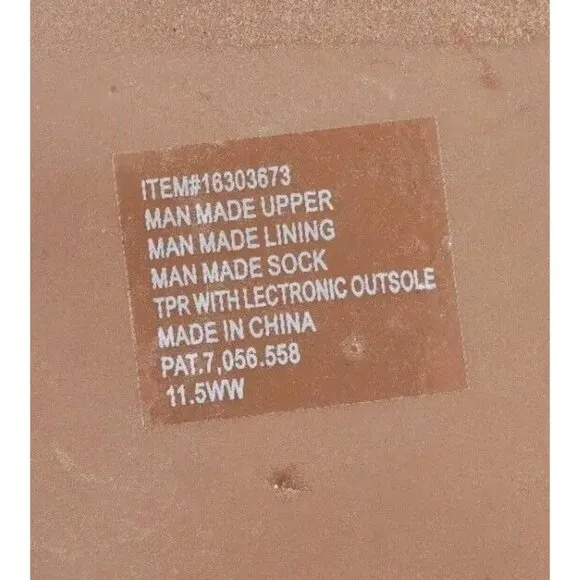 ITEM#16303673
MAN MADE UPPER
MAN MADE LINING
MAN MADE SOCK
TPR WITH LECTRONIC OUTSOLE
MADE IN CHINA
PAT.7,056.558
11.5WW